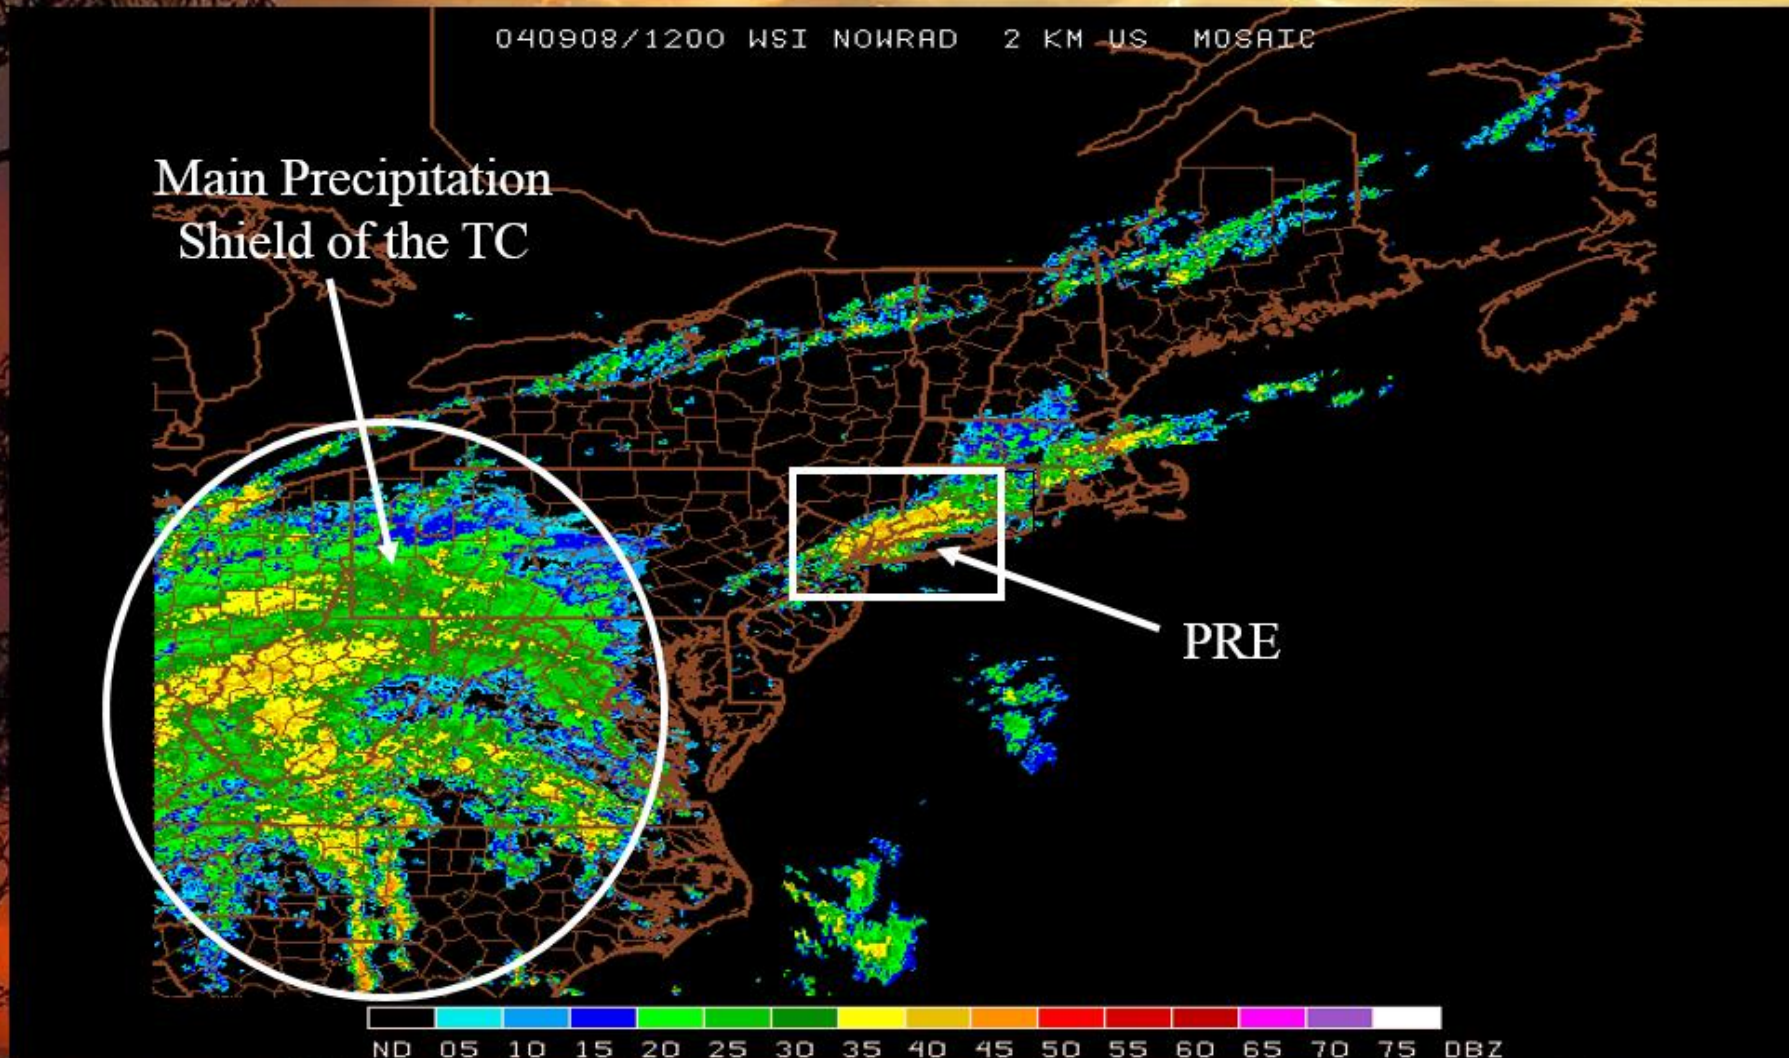 040908/1200 WSI NOWRAD 2 KM US MOSAIC
Main Precipitation
Shield of the TC
PRE
ND 05 10 15 20 25 30 35 40 45 50 55 60 65 70 75 DBZ